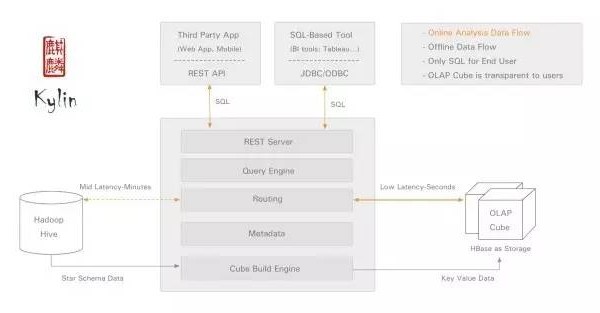 麒麟
Kylin
Third Party App
(Web App, Mobile)
REST API
SQL-Based Tool
(BI tools: Tableau...)
JDBC/ODBC
- Online Analysis Data Flow
- Offline Data Flow
- Only SQL for End User
- OLAP Cube is transparent to users
SQL
SQL
REST Server
Query Engine
Mid Latency-Minutes
Routing
Low Latency-Seconds
Hadoop
Hive
OLAP
Cube
Metadata
HBase as Storage
Cube Build Engine
Star Schema Data
Key Value Data